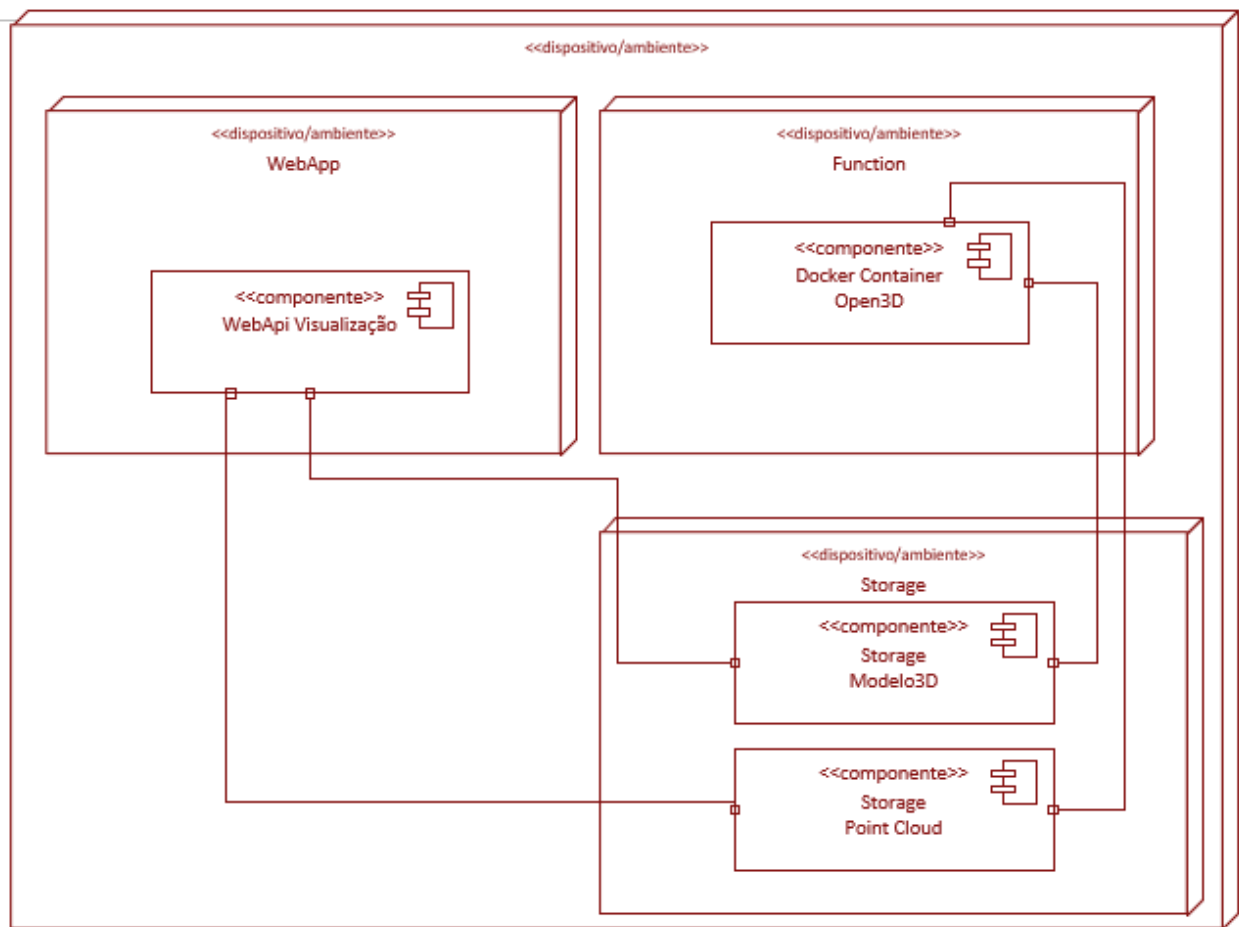 <<dispositivo/ambiente>>
<<dispositivo/ambiente>>
WebApp
<<componente>>
WebApi Visualização
<<dispositivo/ambiente>>
Function
<<componente>>
Docker Container
Open3D
<<dispositivo/ambiente>>
Storage
<<componente>>
Storage
Modelo3D
<<componente>>
Storage
Point Cloud